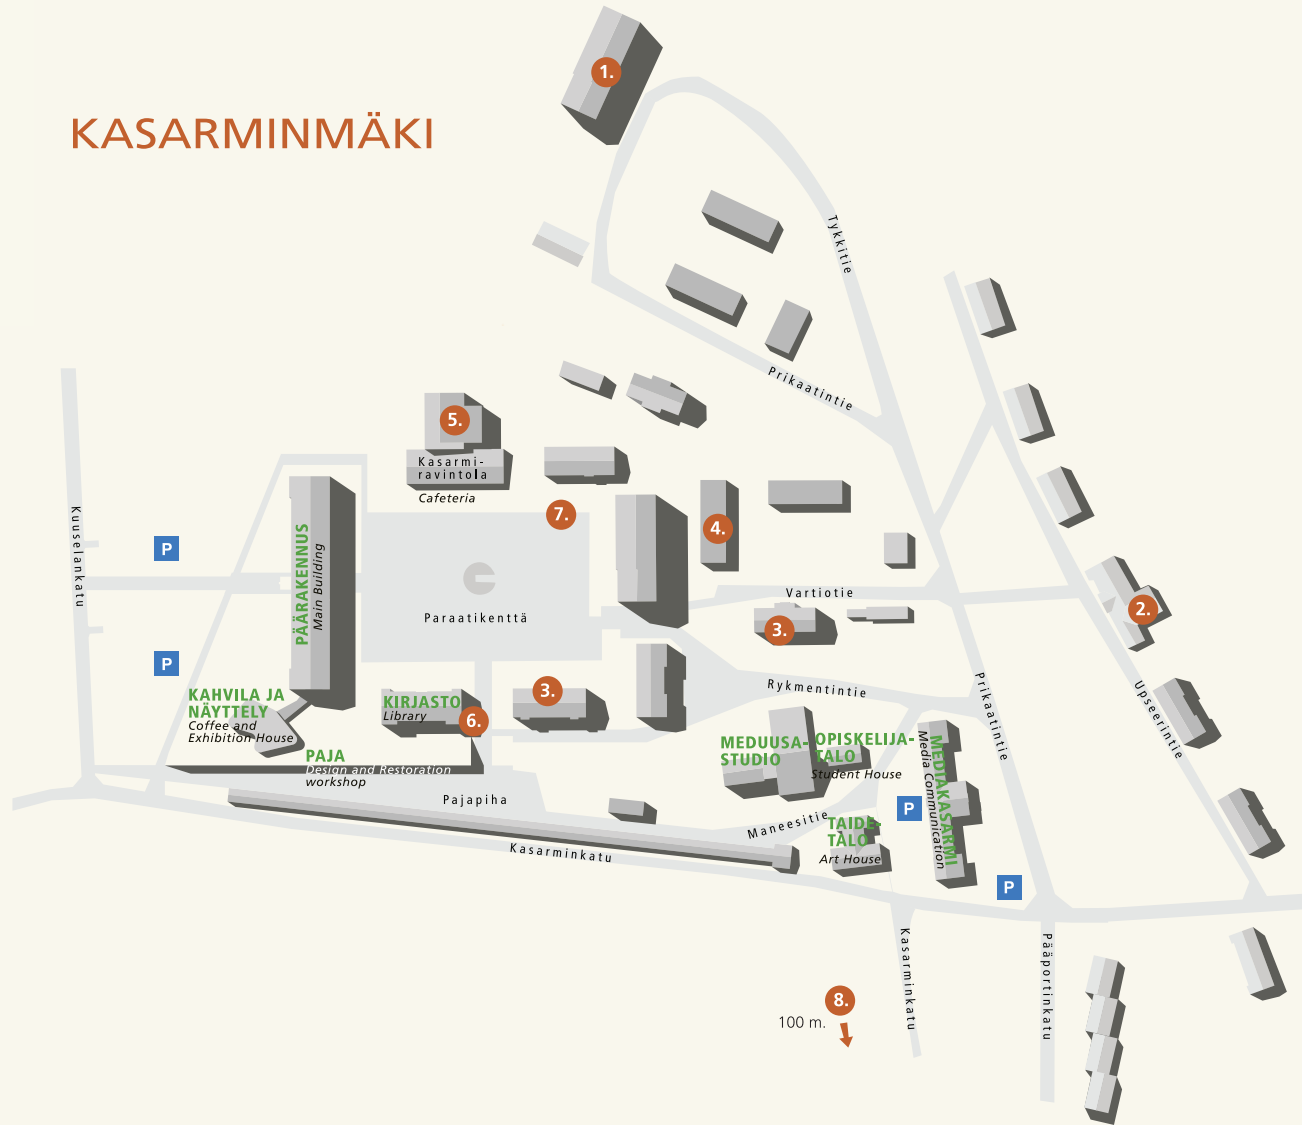 1.
KASARMINMÄKI
Tykkitie
Prikaatintie
5.
Kasarmi-
ravintola
Cafeteria
7.
4.
Kuuselankatu
P
PÄÄRAKENNUS
Main Building
Paraatikenttä
Vartiotie
3.
2.
P
KAHVILA JA
NÄYTTELY
Coffee and
Exhibition House
KIRJASTO
Library
6.
3.
Rykmentintie
Prikaatintie
Upseerintie
PAJA
Design and Restoration
workshop
Pajapiha
MEDUUSA-
STUDIO
OPISKELIJA-
TALO
Student House
MEDIAKASARMI
Media Communication
P
Maneesitie
TAIDE-
TALO
Art House
Kasarminkatu
P
Kasarminkatu
Pääportinkatu
8.
100 m.